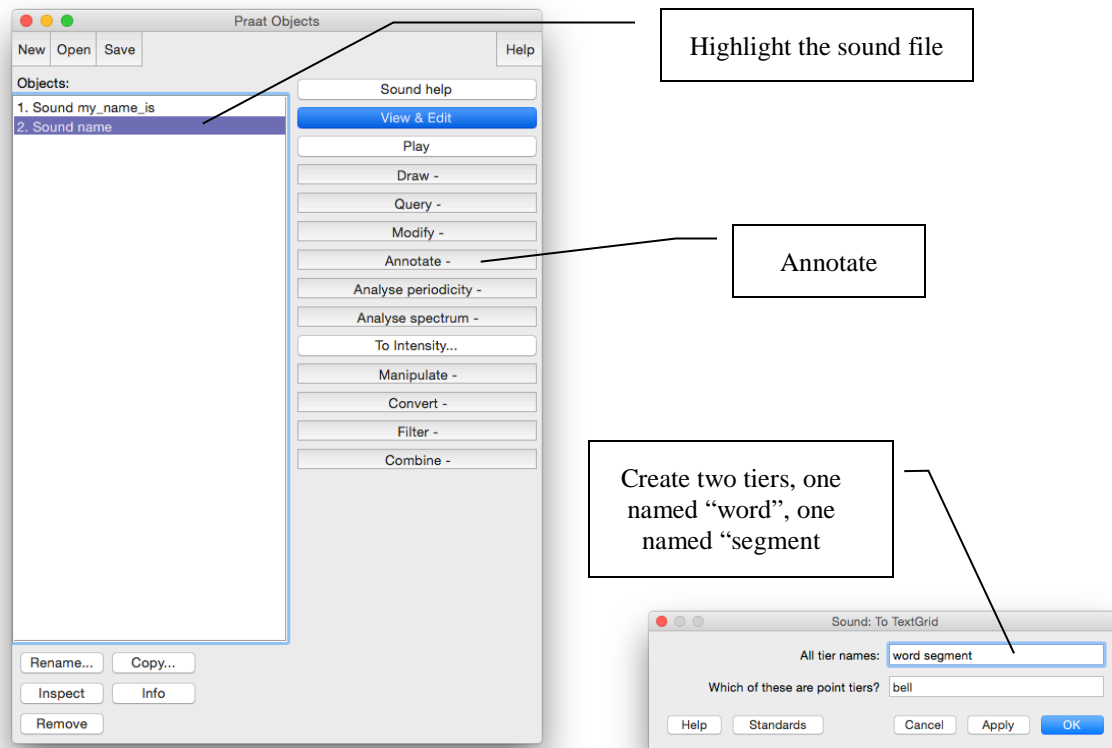 Praat Objects
New Open Save Help
Objects:
1. Sound my_name_is
2. Sound name
Sound help
View & Edit
Play
Draw -
Query -
Modify -
Annotate -
Analyse periodicity -
Analyse spectrum -
To Intensity...
Manipulate -
Convert -
Filter -
Combine -
Rename... Copy...
Inspect Info
Remove
Highlight the sound file
Annotate
Create two tiers, one
named “word”, one
named “segment
Sound: To TextGrid
All tier names: word segment
Which of these are point tiers? bell
Help Standards Cancel Apply OK